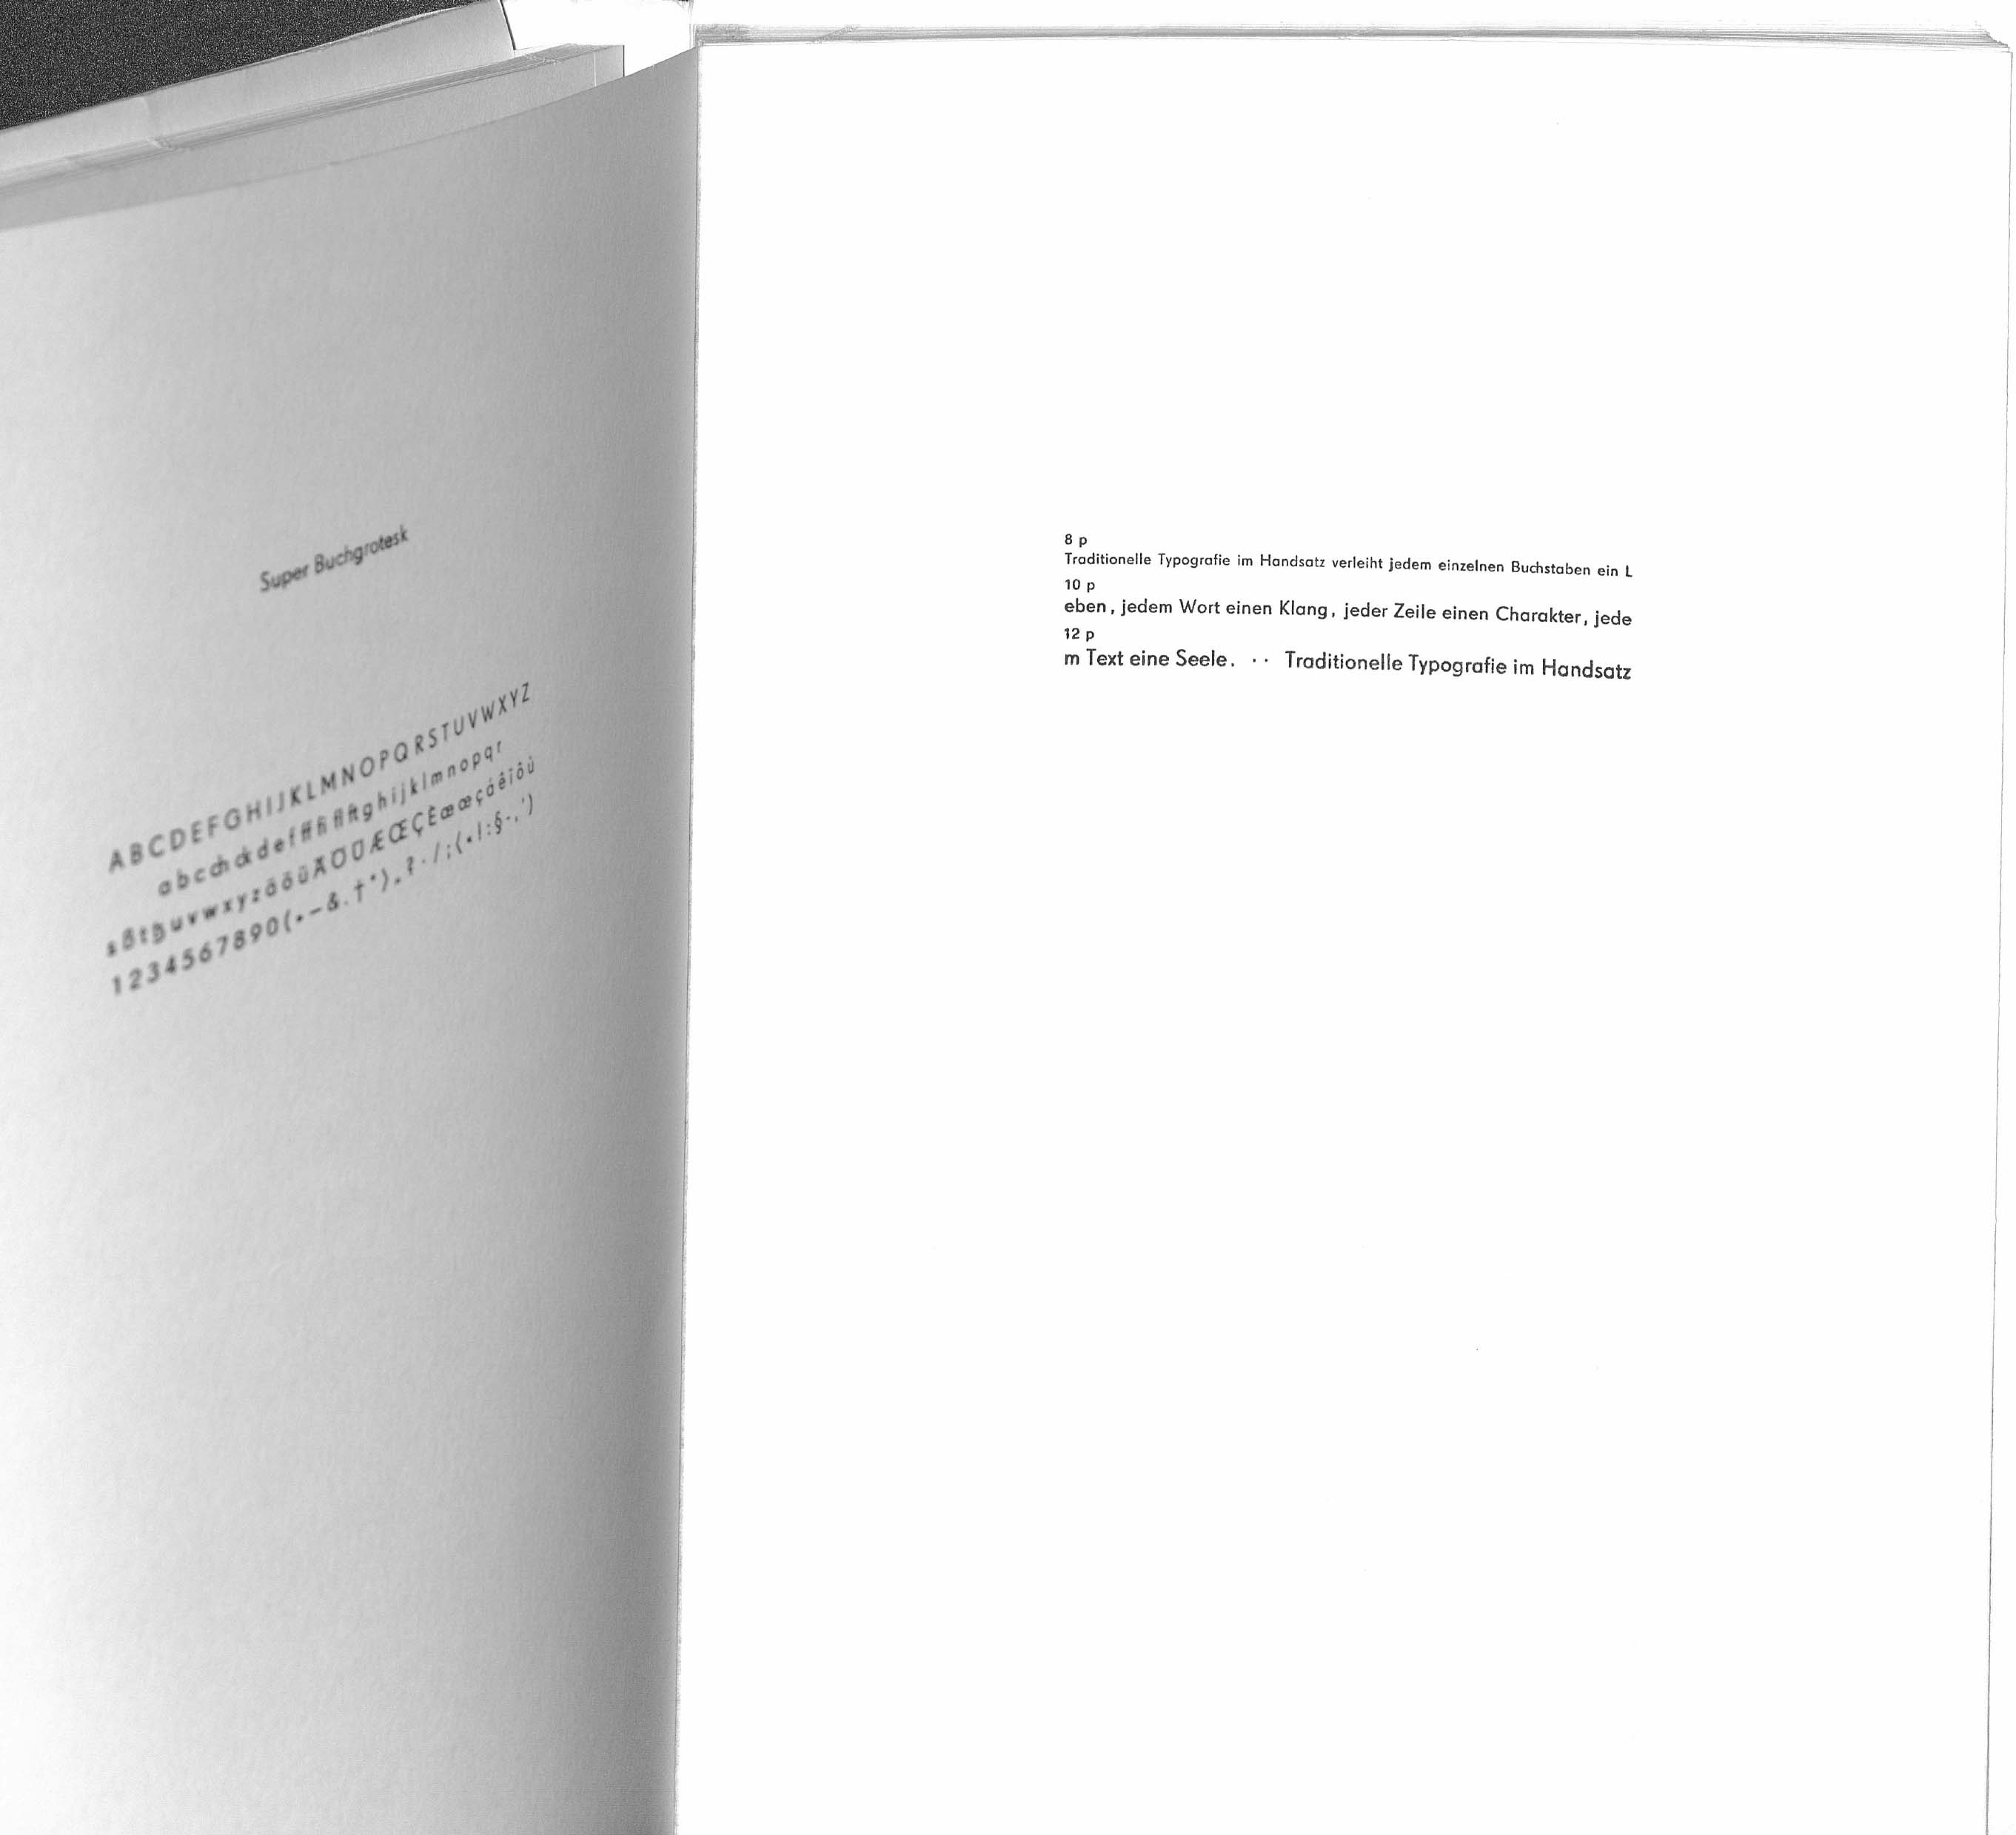 Super Buchgrotesk
ABCDEFGHIJKLMNOPQRSTUVWXYZ
abcchckdeffffiflftghijklmnopqr
sßttzuvwxyzäöüÄÖÜÆŒÇÈæœçáêîôù
1234567890(•–&.†*)„?·/;(•!:§-,')
8 p
Traditionelle Typografie im Handsatz verleiht jedem einzelnen Buchstaben ein L
10 p
eben, jedem Wort einen Klang, jeder Zeile einen Charakter, jede
12 p
m Text eine Seele. · · Traditionelle Typografie im Handsatz